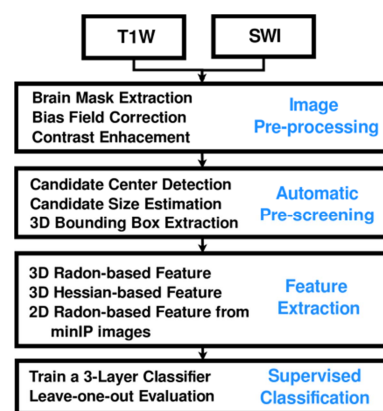 T1W
SWI
Brain Mask Extraction
Bias Field Correction
Contrast Enhacement
Image
Pre-processing
Candidate Center Detection
Candidate Size Estimation
3D Bounding Box Extraction
Automatic
Pre-screening
3D Radon-based Feature
3D Hessian-based Feature
2D Radon-based Feature from
minIP images
Feature
Extraction
Train a 3-Layer Classifier
Leave-one-out Evaluation
Supervised
Classification